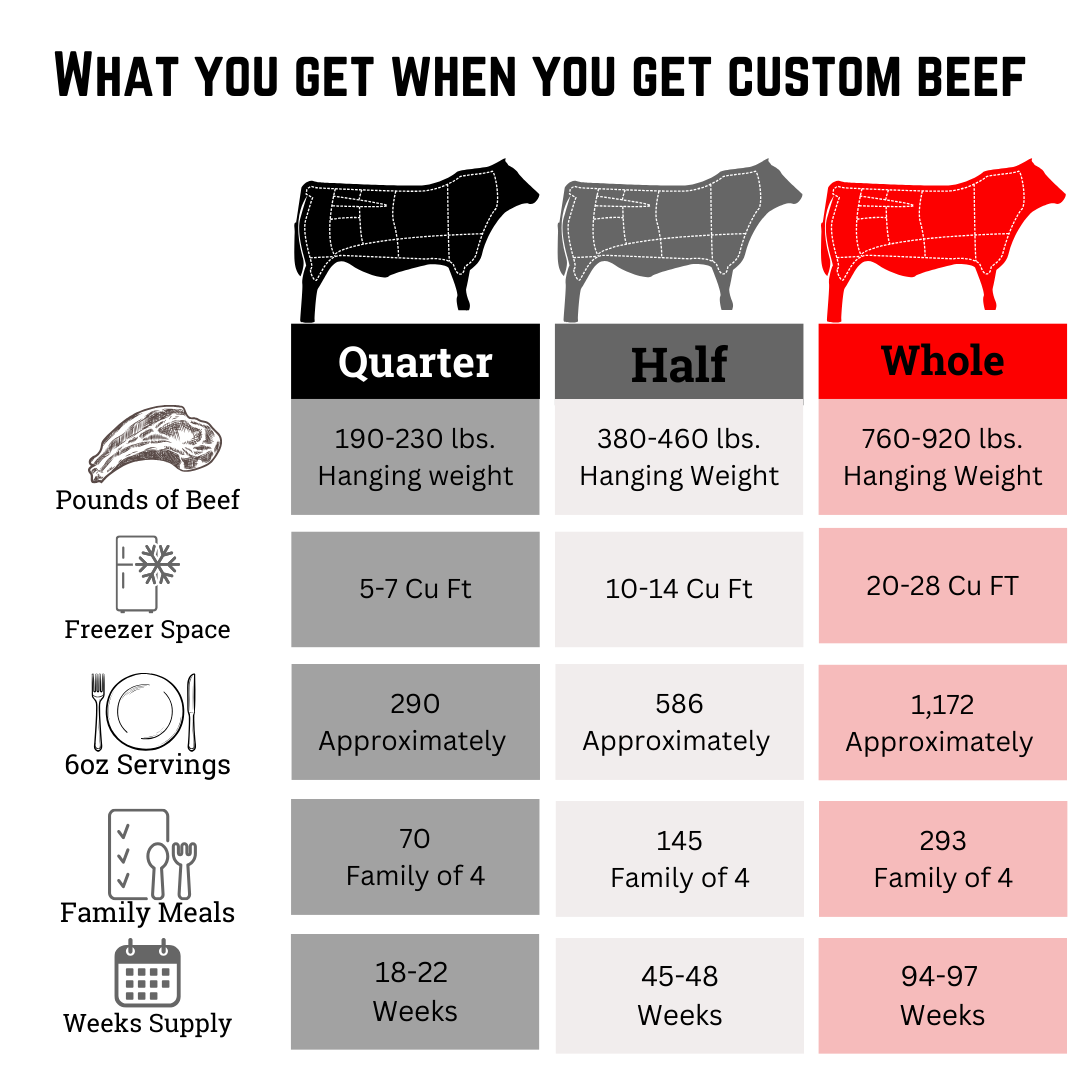 WHAT YOU GET WHEN YOU GET CUSTOM BEEF
Quarter
Half
Whole
Pounds of Beef
190-230 lbs.
Hanging weight
380-460 lbs.
Hanging Weight
760-920 lbs.
Hanging Weight
Freezer Space
5-7 Cu Ft
10-14 Cu Ft
20-28 Cu FT
6oz Servings
290
Approximately
586
Approximately
1,172
Approximately
Family Meals
70
Family of 4
145
Family of 4
293
Family of 4
Weeks Supply
18-22
Weeks
45-48
Weeks
94-97
Weeks